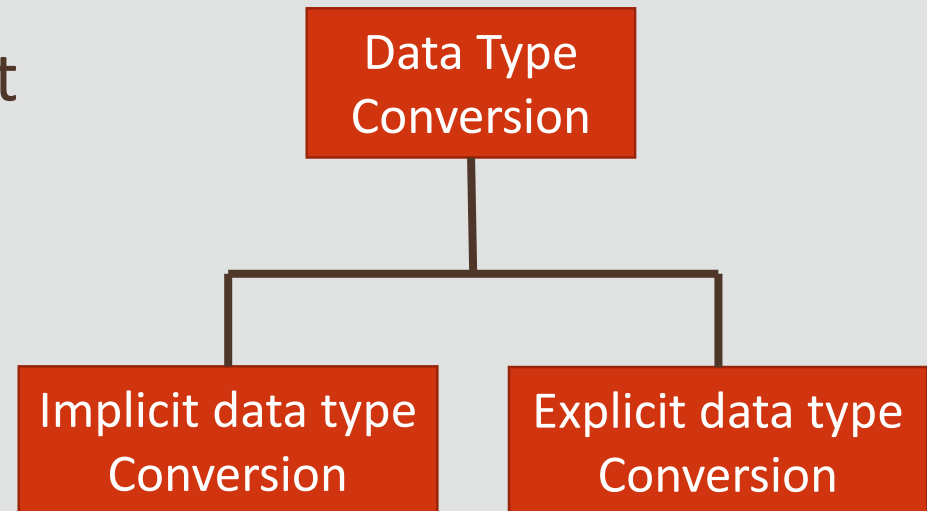 Data Type
Conversion
Implicit data type
Conversion
Explicit data type
Conversion